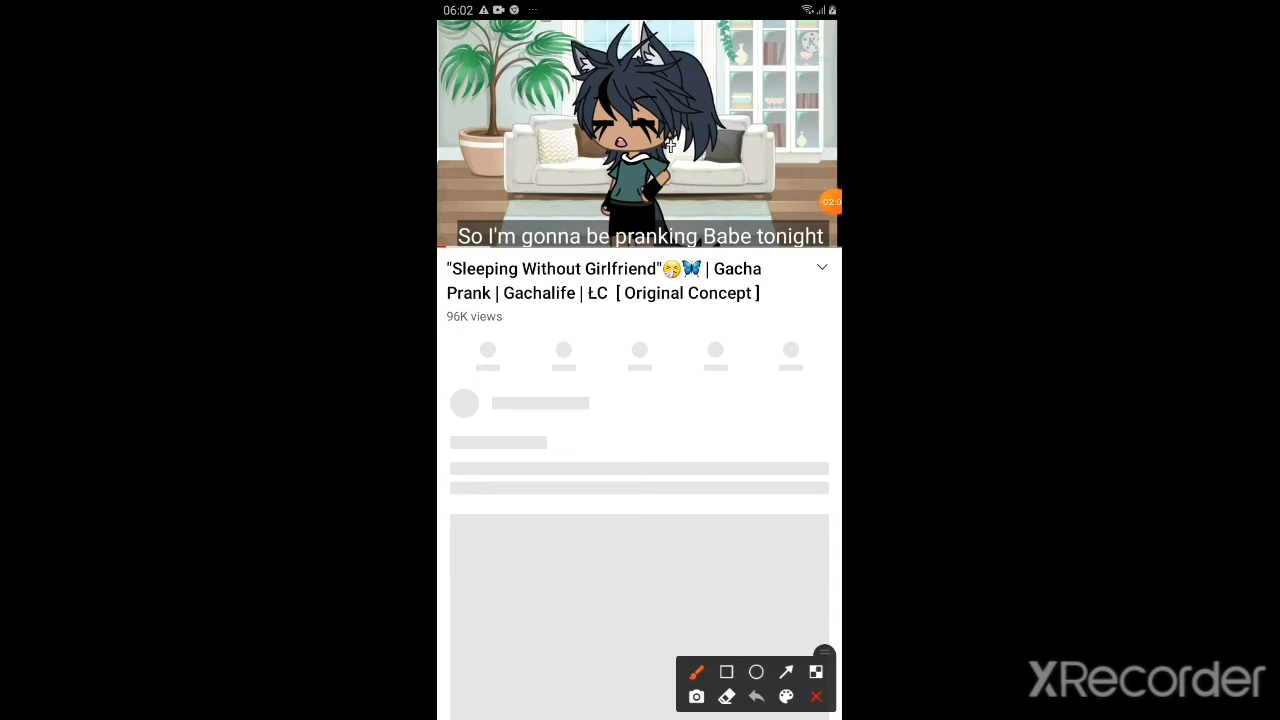 06:02
So I'm gonna be pranking Babe tonight
"Sleeping Without Girlfriend"🤧🦋 | Gacha
Prank | Gachalife | ŁC [ Original Concept ]
96K views
XRecorder